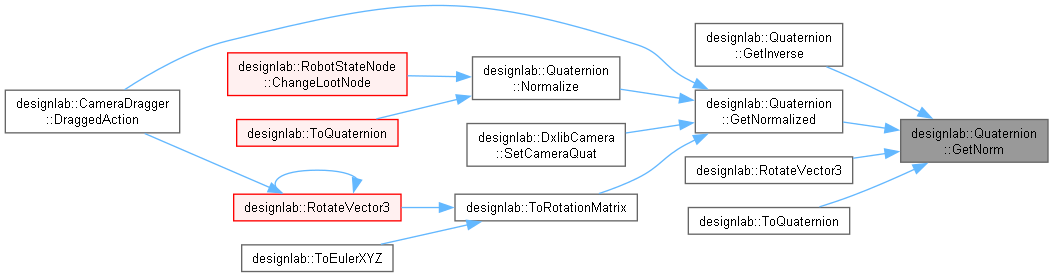 designlab::CameraDragger
::DraggedAction
designlab::RobotStateNode
::ChangeLootNode
designlab::ToQuaternion
designlab::RotateVector3
designlab::ToEulerXYZ
designlab::Quaternion
::Normalize
designlab::DxlibCamera
::SetCameraQuat
designlab::ToRotationMatrix
designlab::Quaternion
::GetInverse
designlab::Quaternion
::GetNormalized
designlab::RotateVector3
designlab::ToQuaternion
designlab::Quaternion
::GetNorm